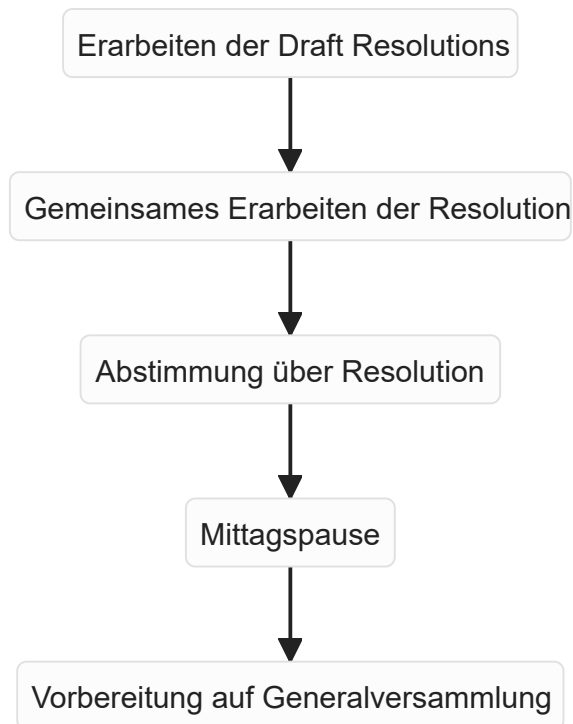 Erarbeiten der Draft Resolutions
Gemeinsames Erarbeiten der Resolution
Abstimmung über Resolution
Mittagspause
Vorbereitung auf Generalversammlung